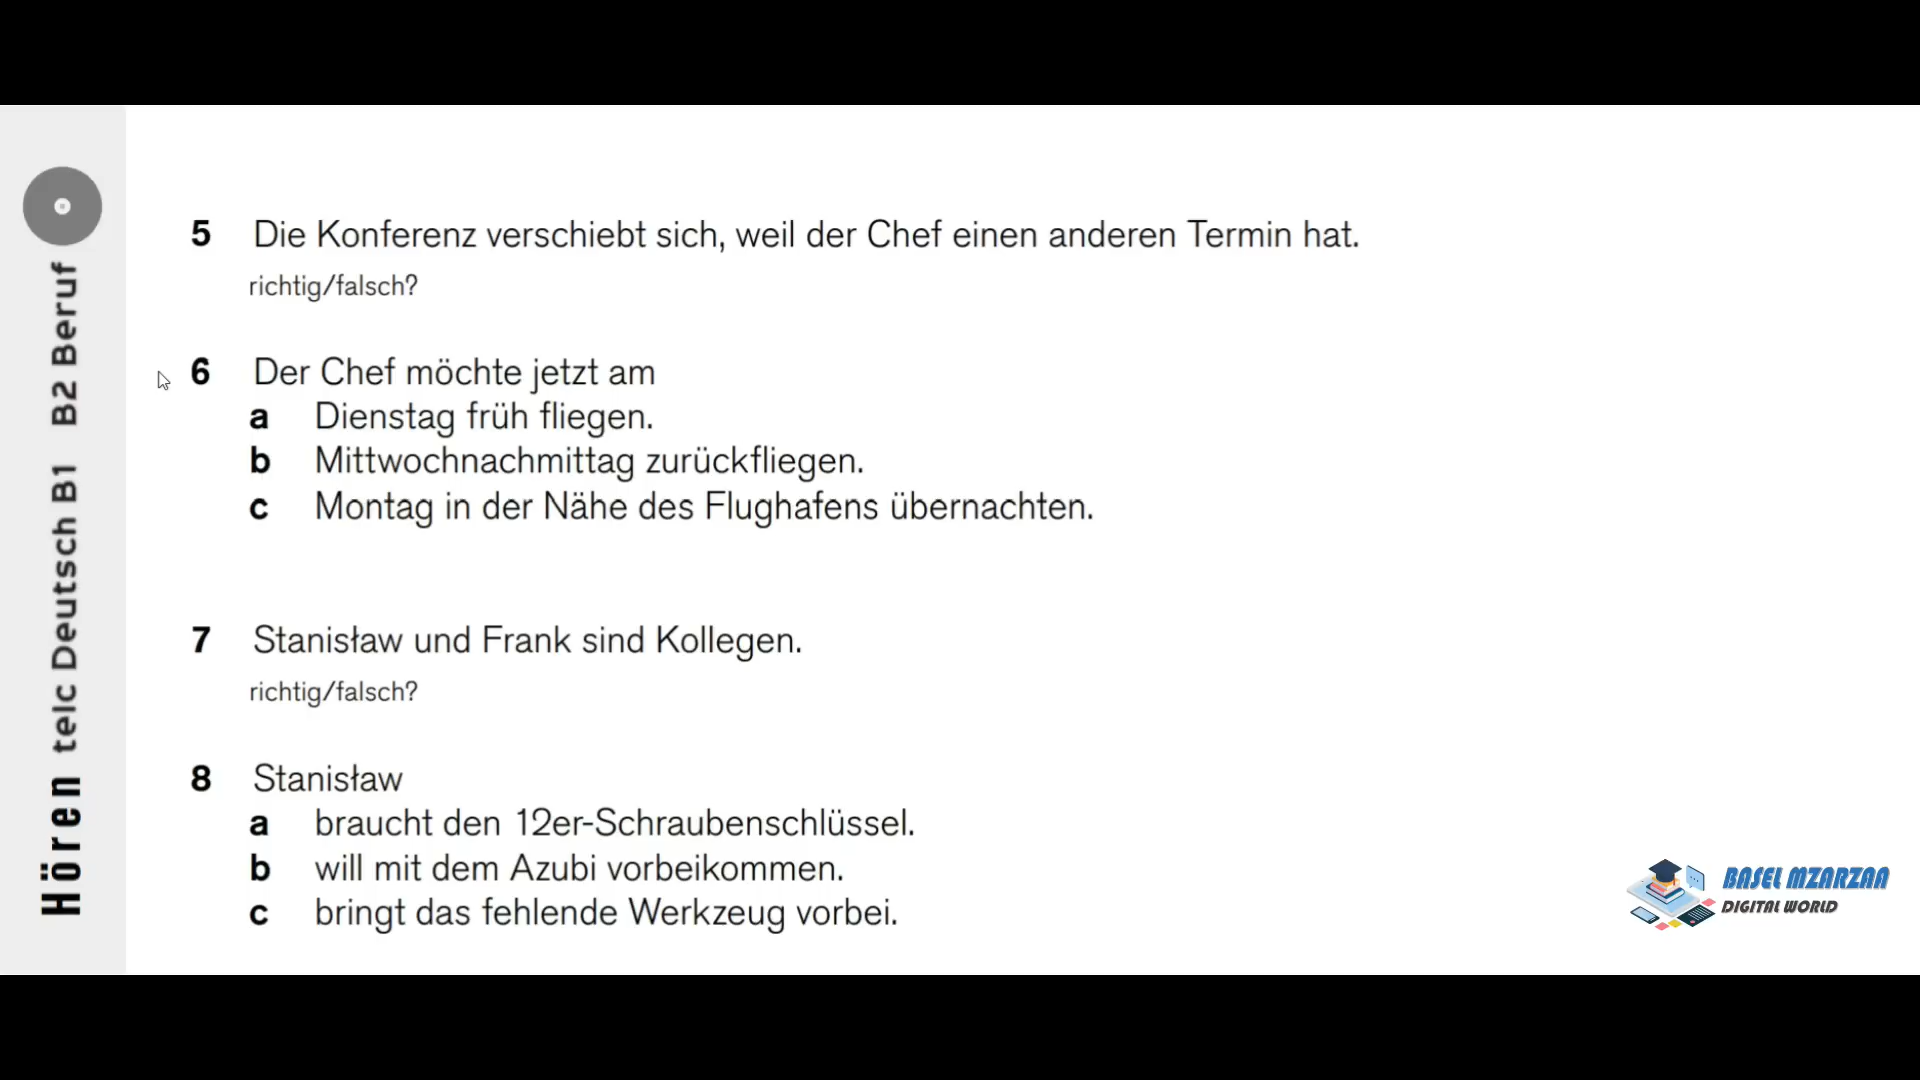 Hören telc Deutsch B1 B2 Beruf
5 Die Konferenz verschiebt sich, weil der Chef einen anderen Termin hat.
richtig/falsch?
6 Der Chef möchte jetzt am
a Dienstag früh fliegen.
b Mittwochnachmittag zurückfliegen.
c Montag in der Nähe des Flughafens übernachten.
7 Stanisław und Frank sind Kollegen.
richtig/falsch?
8 Stanisław
a braucht den 12er-Schraubenschlüssel.
b will mit dem Azubi vorbeikommen.
c bringt das fehlende Werkzeug vorbei.
BASEL MZARZAA
DIGITAL WORLD